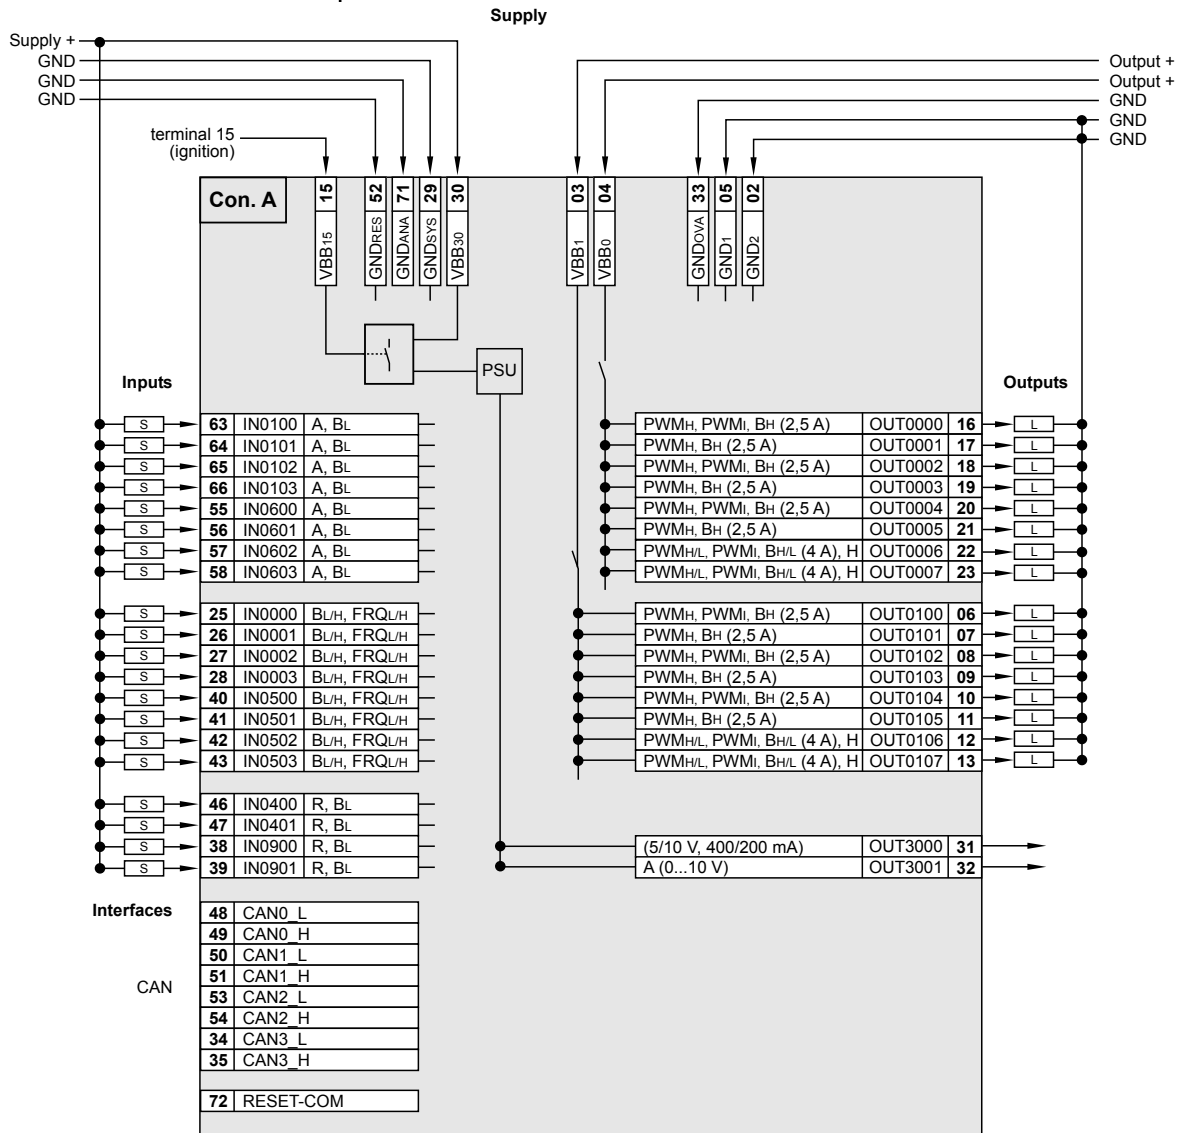 Supply
Supply +
GND
GND
GND
Output +
Output +
GND
GND
GND
terminal 15
(ignition)
Con. A
15 VBB15
52 GNDRES
71 GNDANA
29 GNDSYS
30 VBB30
03 VBB1
04 VBB0
33 GNDOVA
05 GND1
02 GND2
PSU
Inputs
Outputs
S 63 IN0100 A, BL
S 64 IN0101 A, BL
S 65 IN0102 A, BL
S 66 IN0103 A, BL
S 55 IN0600 A, BL
S 56 IN0601 A, BL
S 57 IN0602 A, BL
S 58 IN0603 A, BL
PWMH, PWMI, BH (2,5 A) OUT0000 16 L
PWMH, BH (2,5 A) OUT0001 17 L
PWMH, PWMI, BH (2,5 A) OUT0002 18 L
PWMH, BH (2,5 A) OUT0003 19 L
PWMH, PWMI, BH (2,5 A) OUT0004 20 L
PWMH, BH (2,5 A) OUT0005 21 L
PWMH/L, PWMI, BH/L (4 A), H OUT0006 22 L
PWMH/L, PWMI, BH/L (4 A), H OUT0007 23 L
S 25 IN0000 BL/H, FRQL/H
S 26 IN0001 BL/H, FRQL/H
S 27 IN0002 BL/H, FRQL/H
S 28 IN0003 BL/H, FRQL/H
S 40 IN0500 BL/H, FRQL/H
S 41 IN0501 BL/H, FRQL/H
S 42 IN0502 BL/H, FRQL/H
S 43 IN0503 BL/H, FRQL/H
PWMH, PWMI, BH (2,5 A) OUT0100 06 L
PWMH, BH (2,5 A) OUT0101 07 L
PWMH, PWMI, BH (2,5 A) OUT0102 08 L
PWMH, BH (2,5 A) OUT0103 09 L
PWMH, PWMI, BH (2,5 A) OUT0104 10 L
PWMH, BH (2,5 A) OUT0105 11 L
PWMH/L, PWMI, BH/L (4 A), H OUT0106 12 L
PWMH/L, PWMI, BH/L (4 A), H OUT0107 13 L
S 46 IN0400 R, BL
S 47 IN0401 R, BL
S 38 IN0900 R, BL
S 39 IN0901 R, BL
(5/10 V, 400/200 mA) OUT3000 31
A (0...10 V) OUT3001 32
Interfaces
CAN
48 CAN0_L
49 CAN0_H
50 CAN1_L
51 CAN1_H
53 CAN2_L
54 CAN2_H
34 CAN3_L
35 CAN3_H
72 RESET-COM